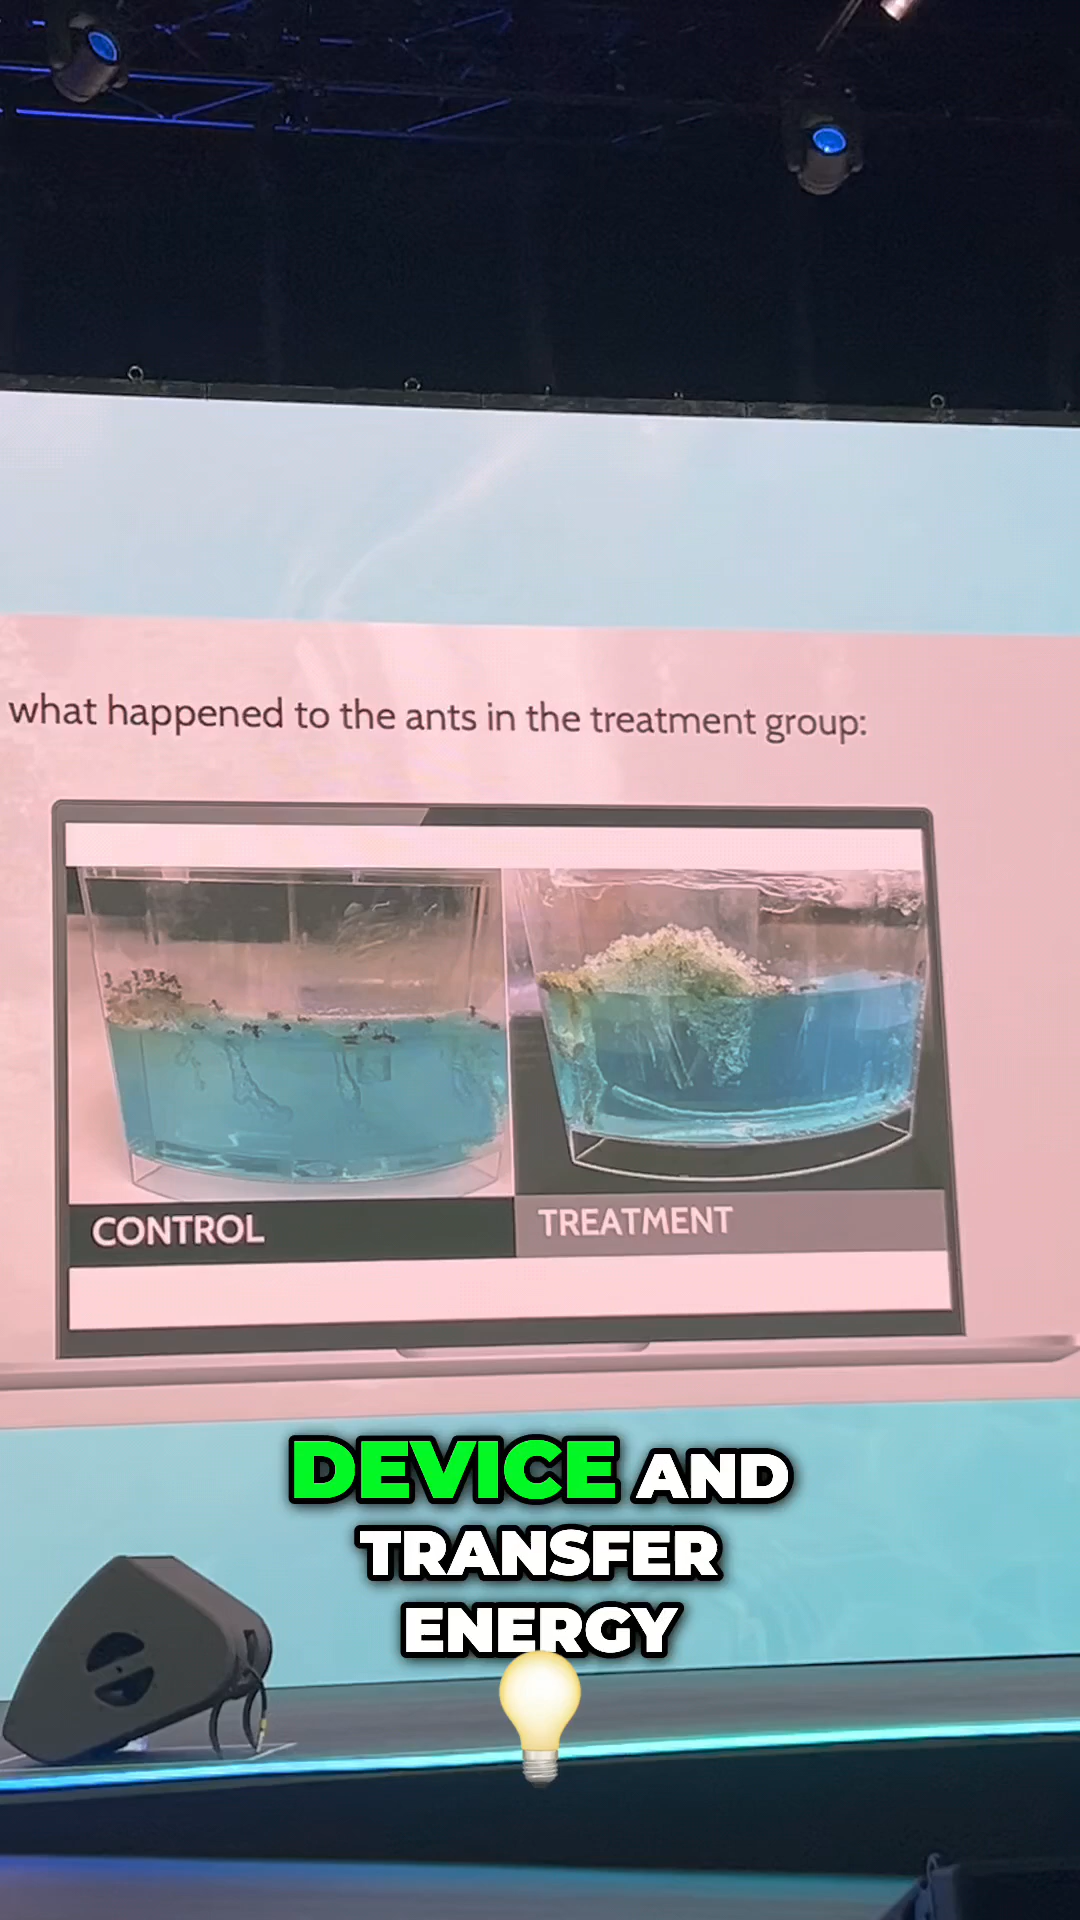 what happened to the ants in the treatment group:
CONTROL
TREATMENT
DEVICE AND
TRANSFER
ENERGY